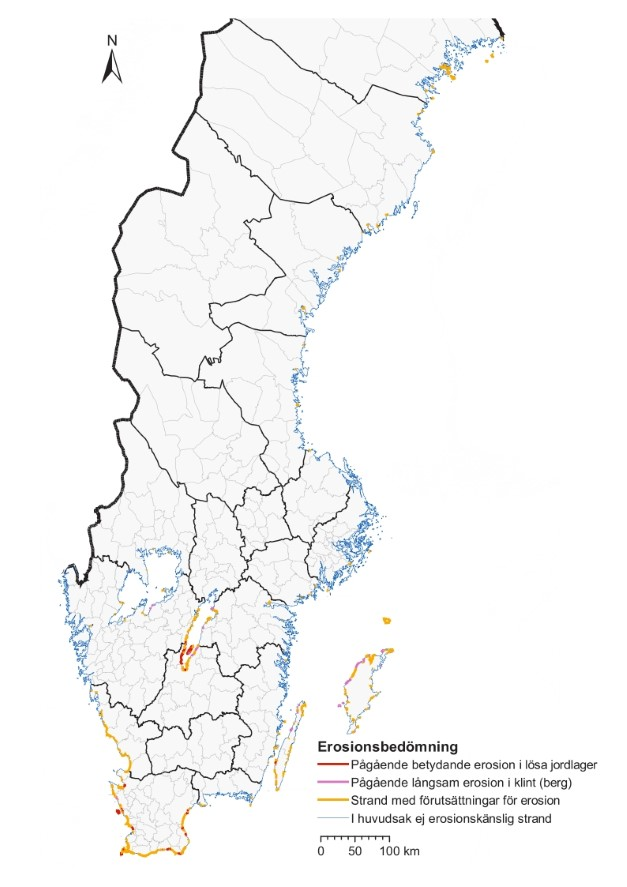 N
Erosionsbedömning
Pågående betydande erosion i lösa jordlager
Pågående långsam erosion i klint (berg)
Strand med förutsättningar för erosion
I huvudsak ej erosionskänslig strand
0 50 100 km